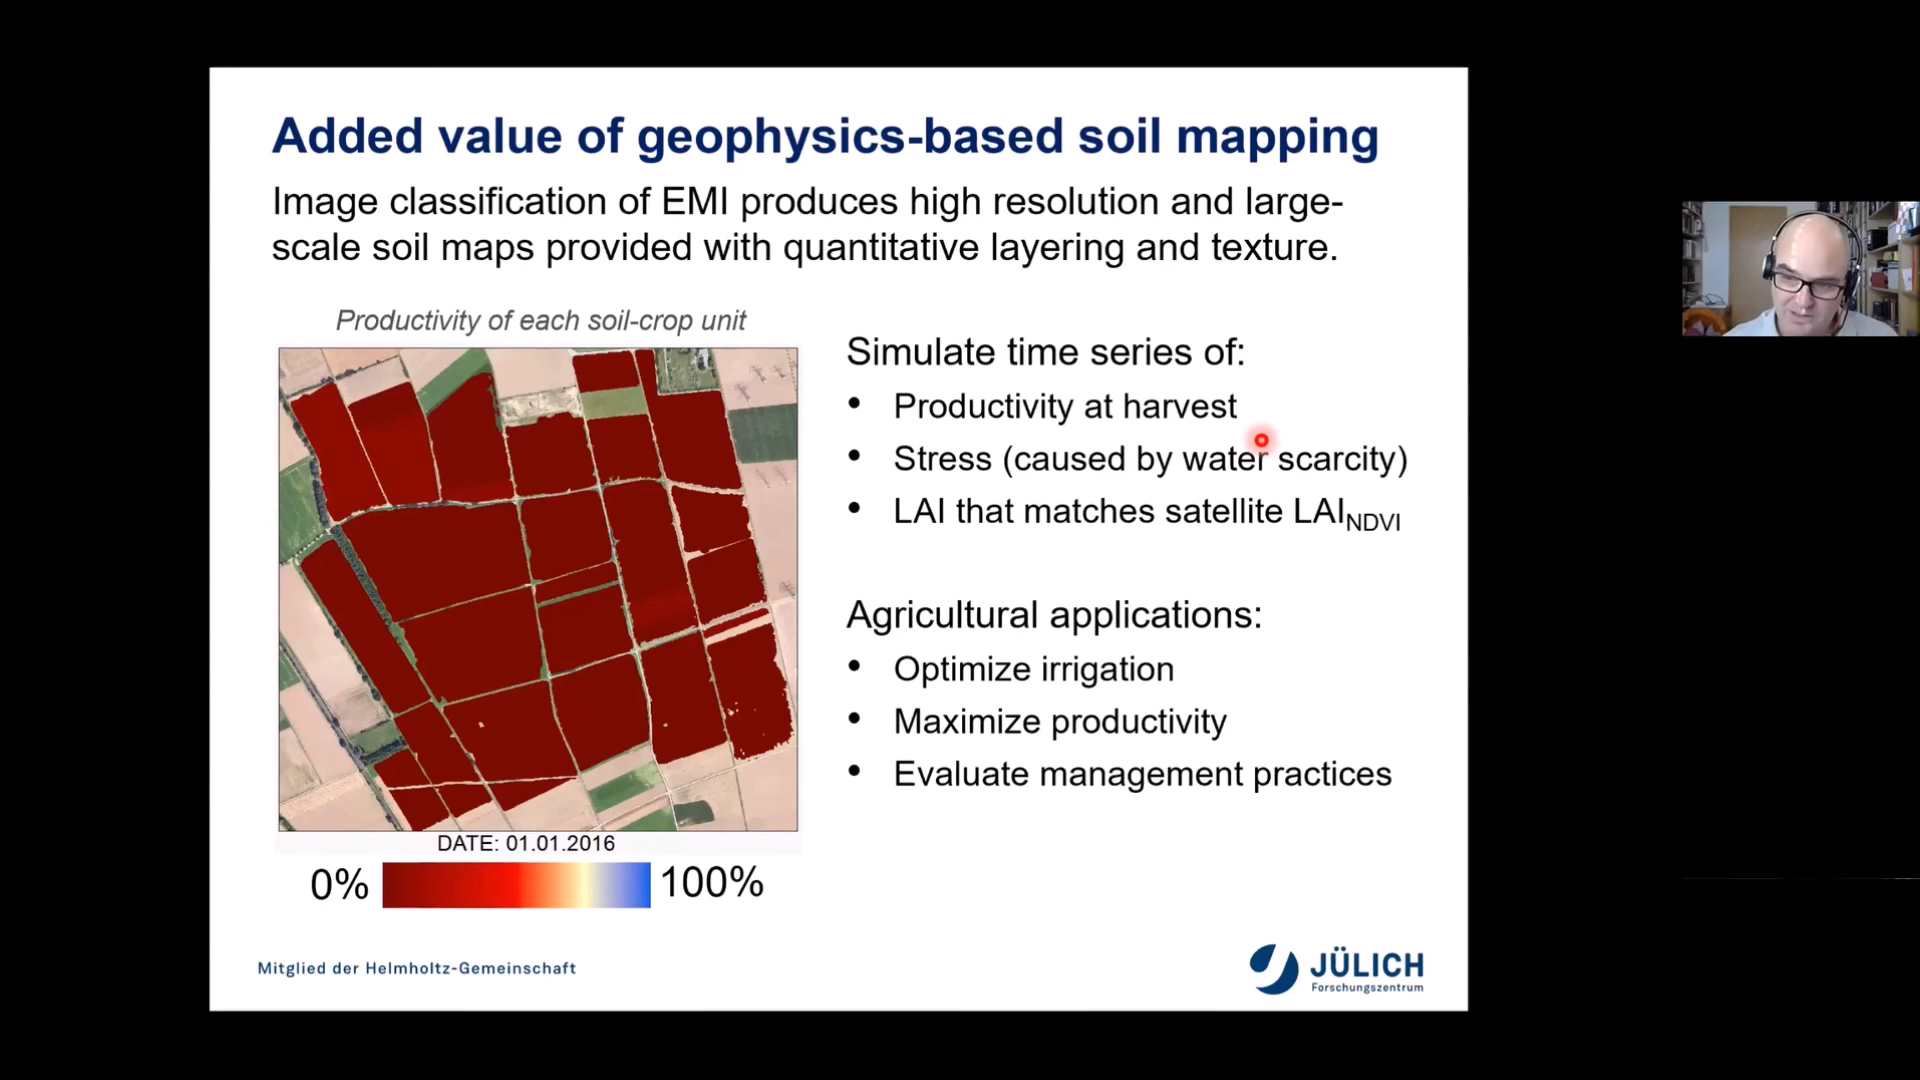 Added value of geophysics-based soil mapping
Image classification of EMI produces high resolution and large-
scale soil maps provided with quantitative layering and texture.
Productivity of each soil-crop unit
DATE: 01.01.2016
0%
100%
Simulate time series of:
• Productivity at harvest
• Stress (caused by water scarcity)
• LAI that matches satellite LAINDVI
Agricultural applications:
• Optimize irrigation
• Maximize productivity
• Evaluate management practices
Mitglied der Helmholtz-Gemeinschaft
JÜLICH
Forschungszentrum